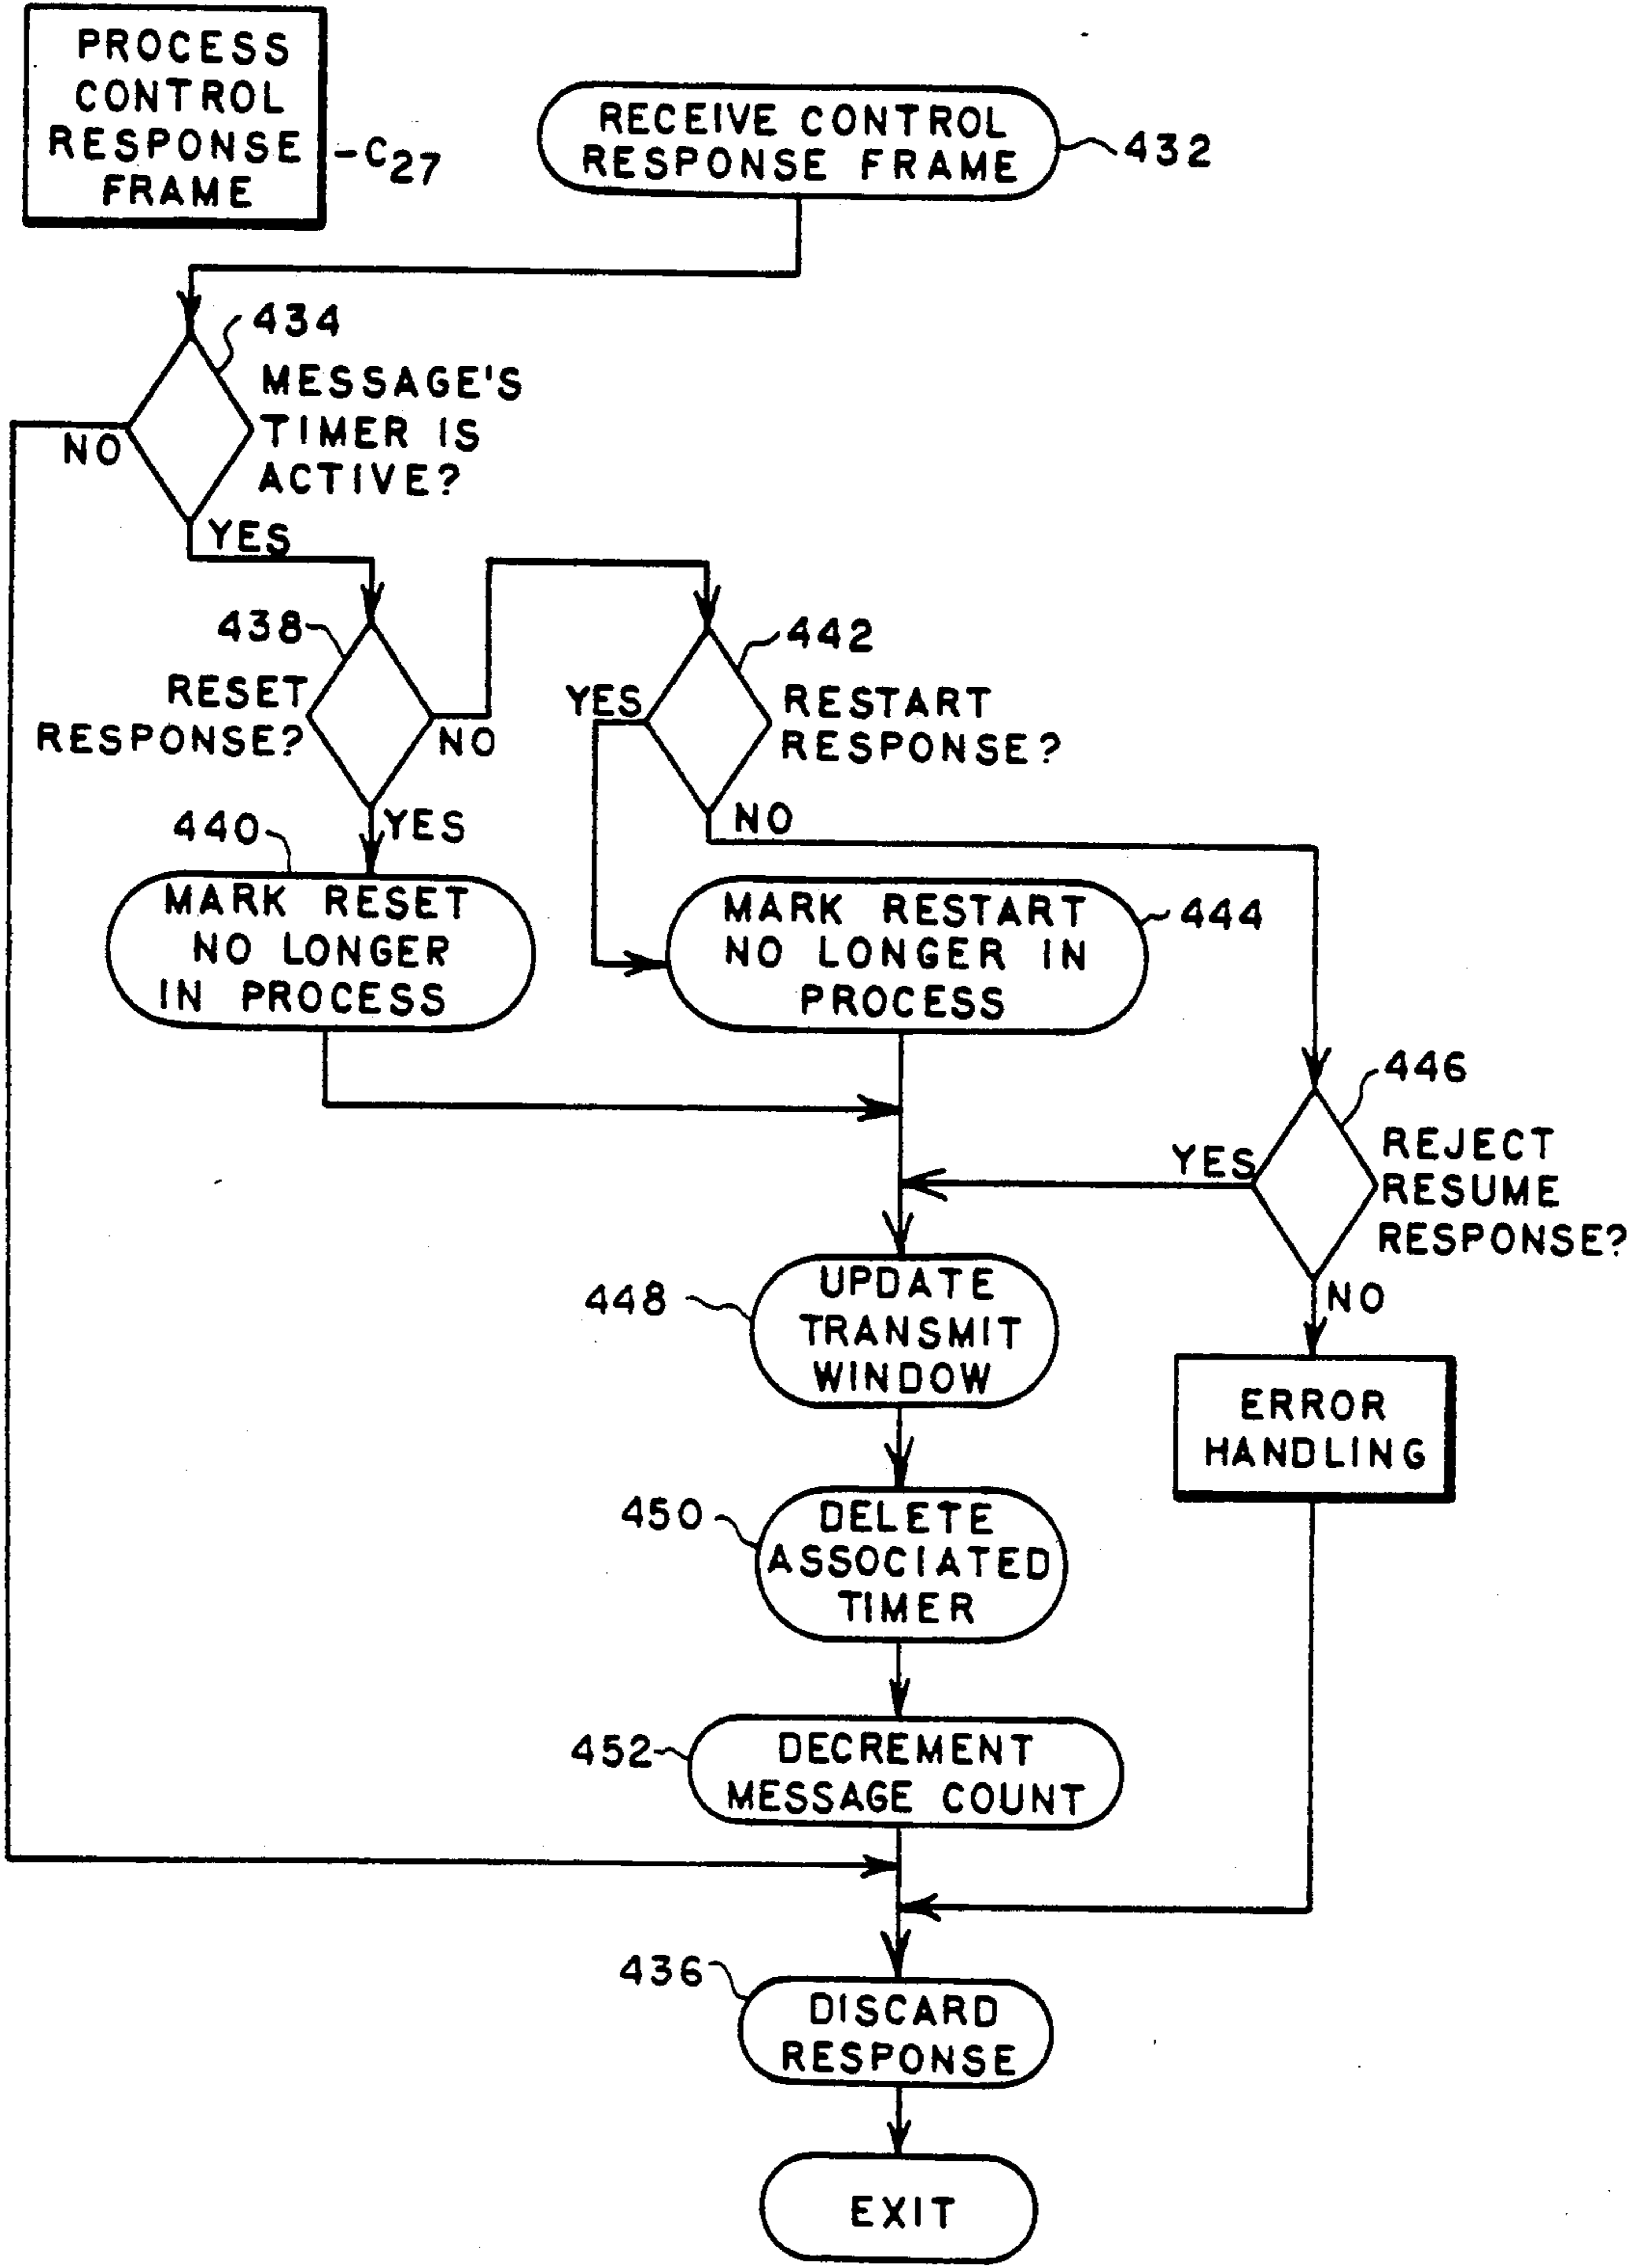 PROCESS
CONTROL
RESPONSE
FRAME
-C27
RECEIVE CONTROL
RESPONSE FRAME
432
434
MESSAGE'S
TIMER IS
ACTIVE?
NO
YES
438
RESET
RESPONSE?
NO
YES
442
RESTART
RESPONSE?
YES
NO
440
MARK RESET
NO LONGER
IN PROCESS
MARK RESTART
NO LONGER IN
PROCESS
444
446
REJECT
RESUME
RESPONSE?
YES
NO
448
UPDATE
TRANSMIT
WINDOW
ERROR
HANDLING
450
DELETE
ASSOCIATED
TIMER
452
DECREMENT
MESSAGE COUNT
436
DISCARD
RESPONSE
EXIT